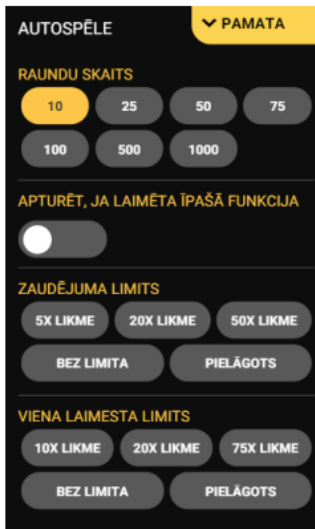 AUTOSPĒLE PAMATA
RAUNDU SKAITS
10 25 50 75
100 500 1000
APTURĒT, JA LAIMĒTA ĪPAŠĀ FUNKCIJA
ZAUDĒJUMA LIMITS
5X LIKME 20X LIKME 50X LIKME
BEZ LIMITA PIELĀGOTS
VIENA LAIMESTA LIMITS
10X LIKME 20X LIKME 75X LIKME
BEZ LIMITA PIELĀGOTS